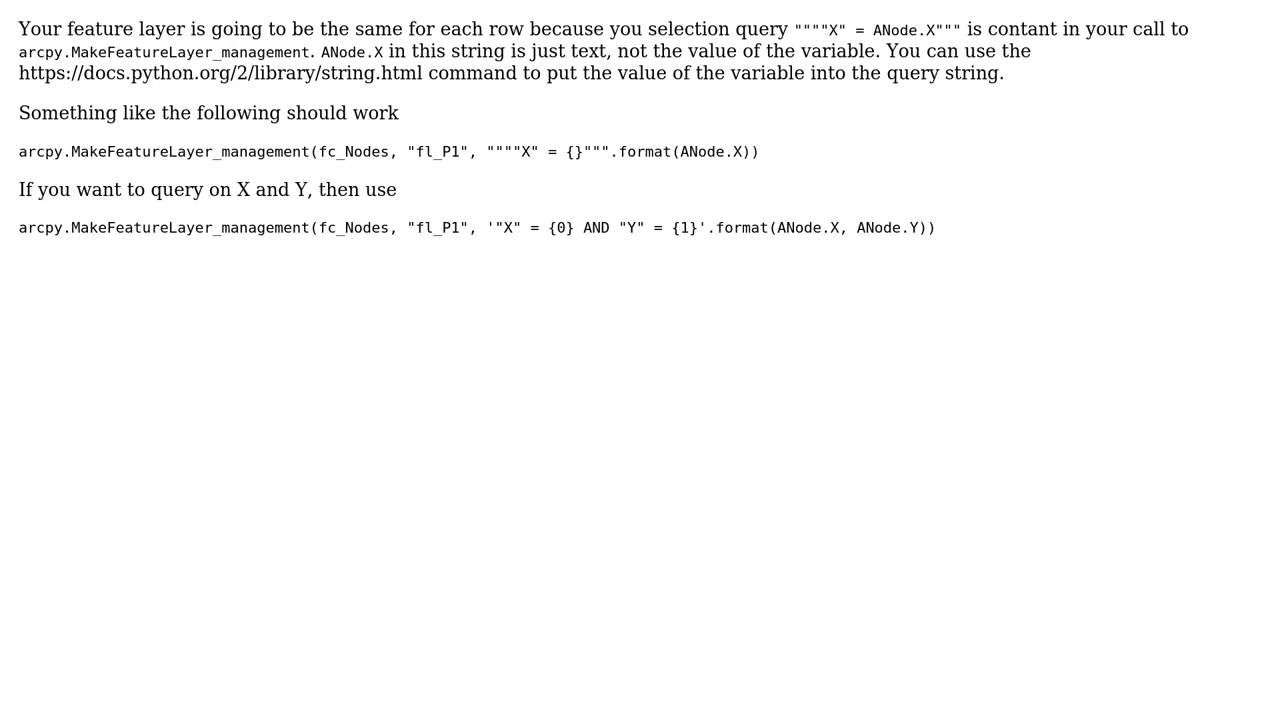 Your feature layer is going to be the same for each row because you selection query """"X" = ANode.X""" is contant in your call to
arcpy.MakeFeatureLayer_management. ANode.X in this string is just text, not the value of the variable. You can use the
https://docs.python.org/2/library/string.html command to put the value of the variable into the query string.
Something like the following should work
arcpy.MakeFeatureLayer_management(fc_Nodes, "fl_P1", """"X" = {}""".format(ANode.X))
If you want to query on X and Y, then use
arcpy.MakeFeatureLayer_management(fc_Nodes, "fl_P1", '"X" = {0} AND "Y" = {1}'.format(ANode.X, ANode.Y))